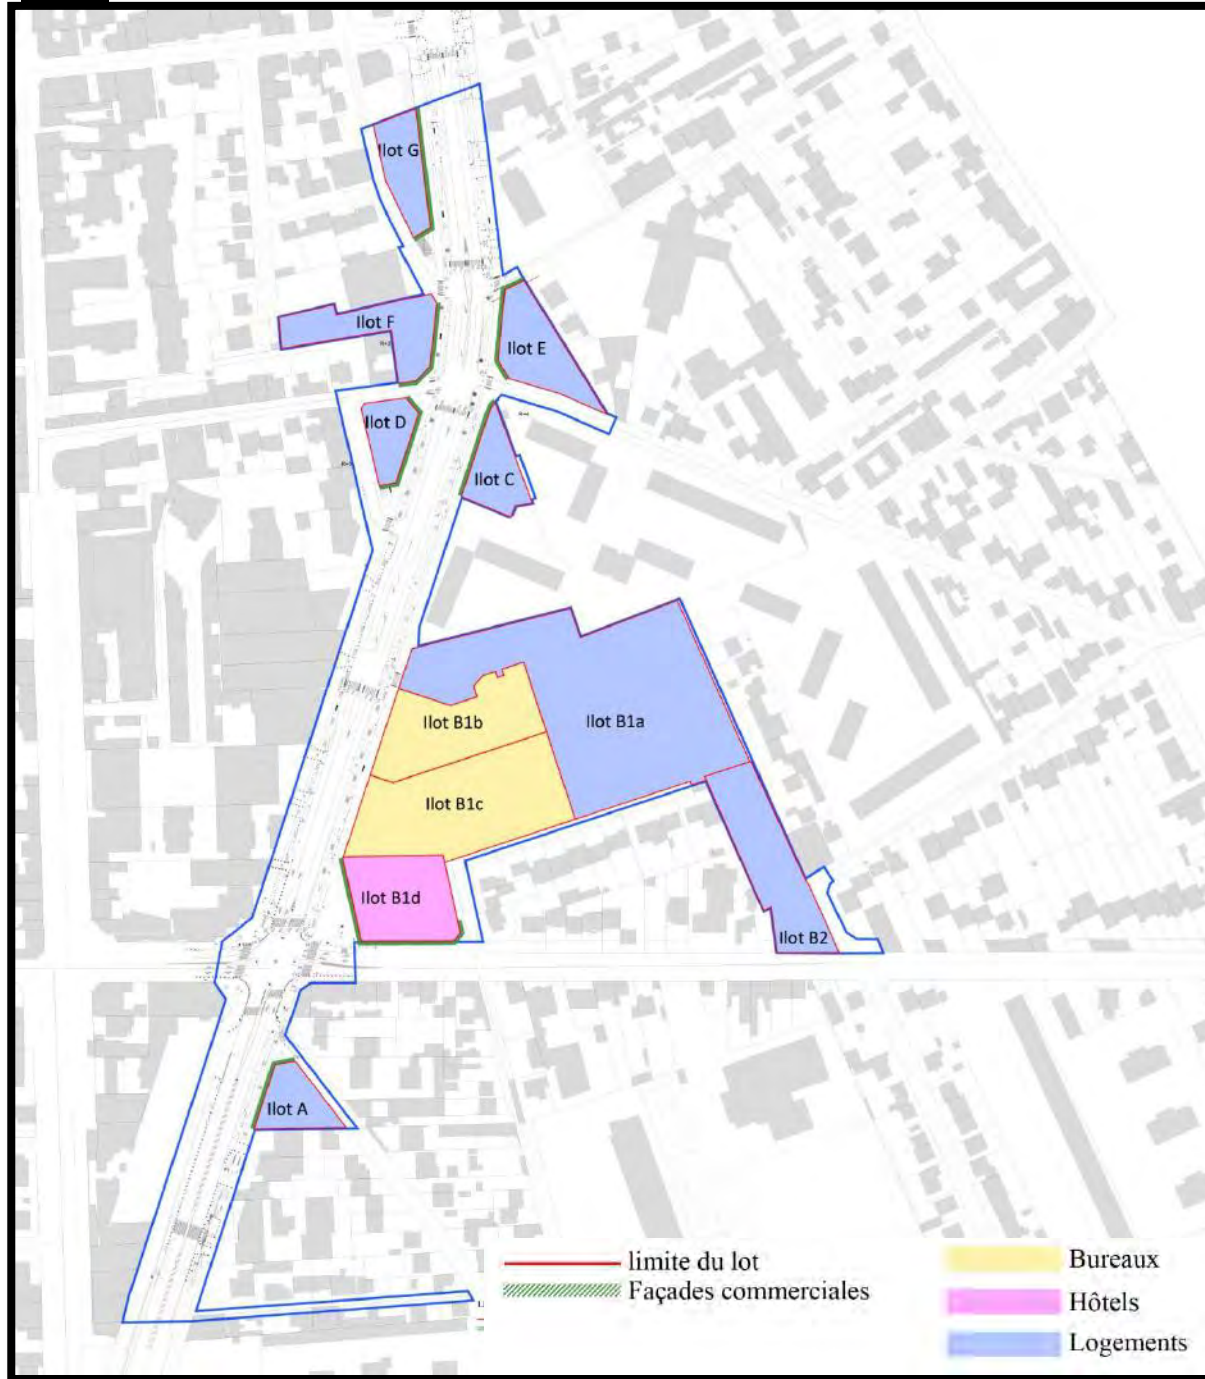 Ilot G
Ilot F
Ilot E
Ilot D
Ilot C
Ilot B1b
Ilot B1a
Ilot B1c
Ilot B1d
Ilot B2
Ilot A
limite du lot
Façades commerciales
Bureaux
Hôtels
Logements